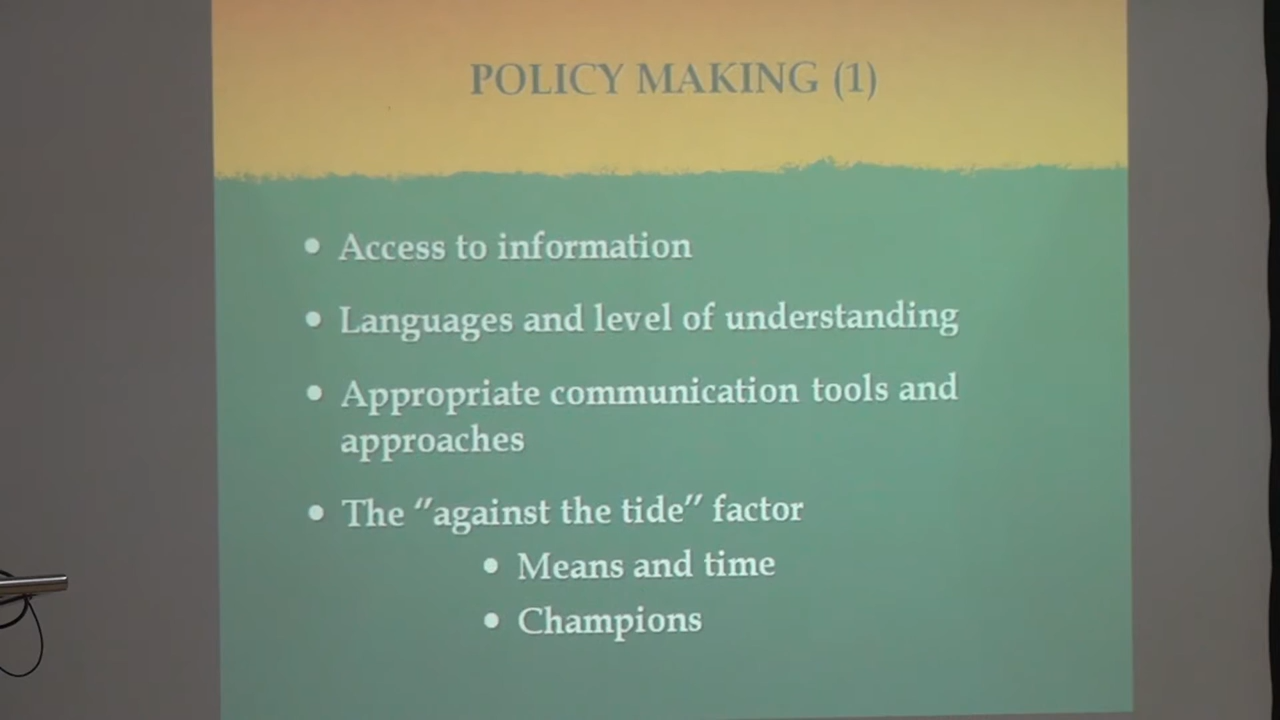 POLICY MAKING (1)
• Access to information
• Languages and level of understanding
• Appropriate communication tools and
approaches
• The "against the tide" factor
• Means and time
• Champions